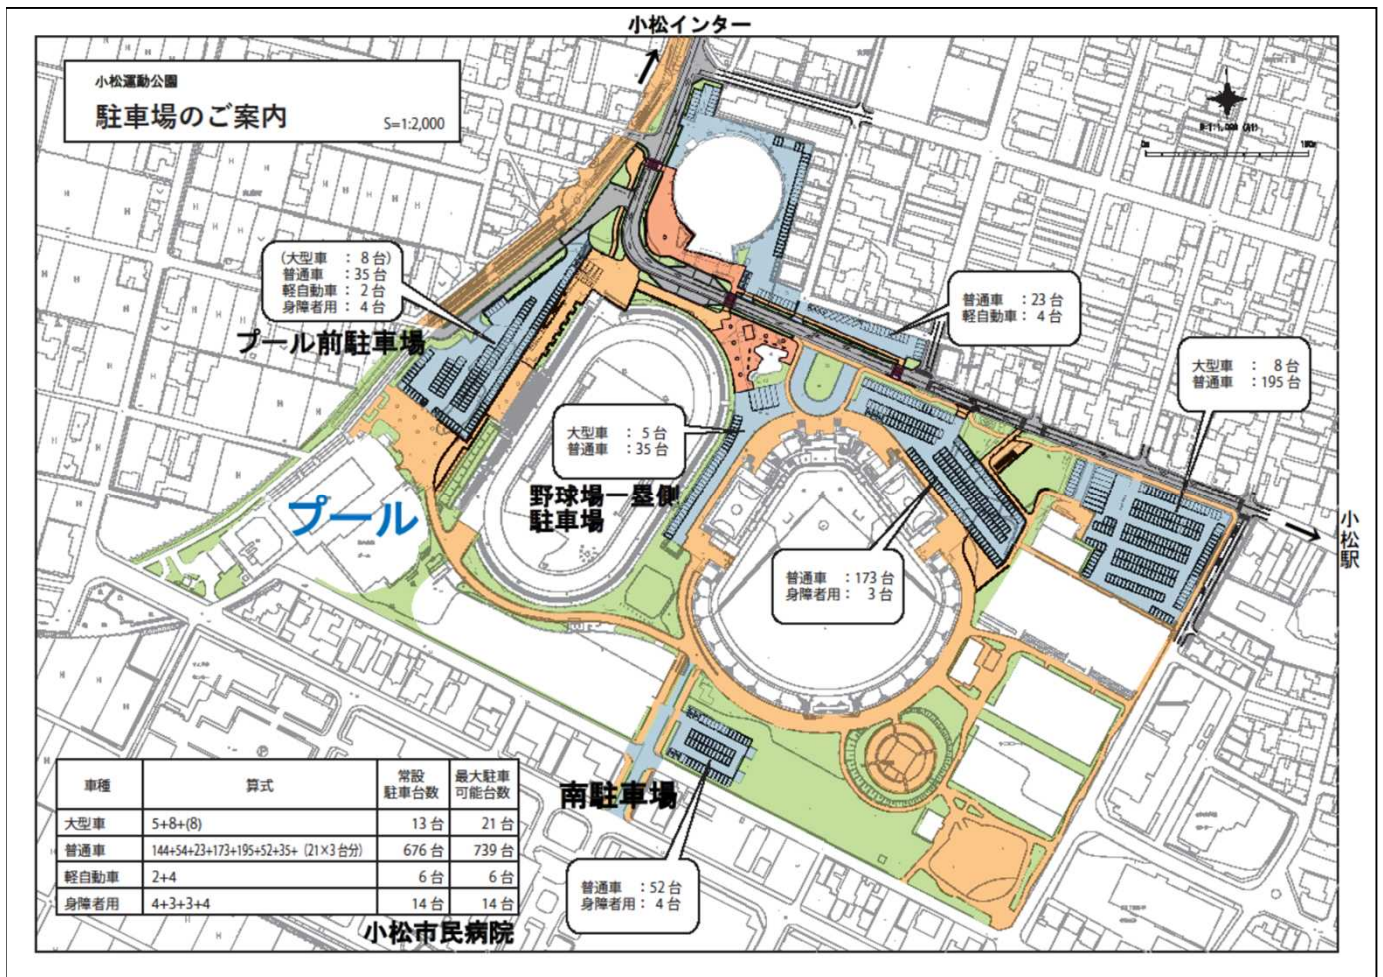 小松インター
小松運動公園
駐車場のご案内
S=1:2,000
(大型車 : 8台)
普通車 : 35台
軽自動車 : 2台
身障者用 : 4台
プール前駐車場
普通車 : 23台
軽自動車 : 4台
大型車 : 8台
普通車 : 195台
大型車 : 5台
普通車 : 35台
野球場一塁側
駐車場
プール
小松駅
普通車 : 173台
身障者用 : 3台
南駐車場
普通車 : 52台
身障者用 : 4台
車種 算式 常設駐車台数 最大駐車可能台数
大型車 5+8+(8) 13台 21台
普通車 144+54+23+173+195+52+35+ (21×3台分) 676台 739台
軽自動車 2+4 6台 6台
身障者用 4+3+3+4 14台 14台
小松市民病院